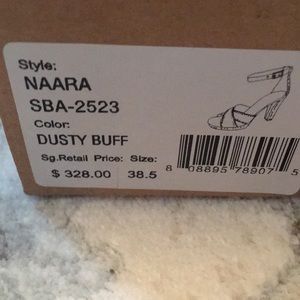 Style:
NAARA
SBA-2523
Color:
DUSTY BUFF
Sg.Retail Price: Size:
$ 328.00 38.5
8 08895 78907 5